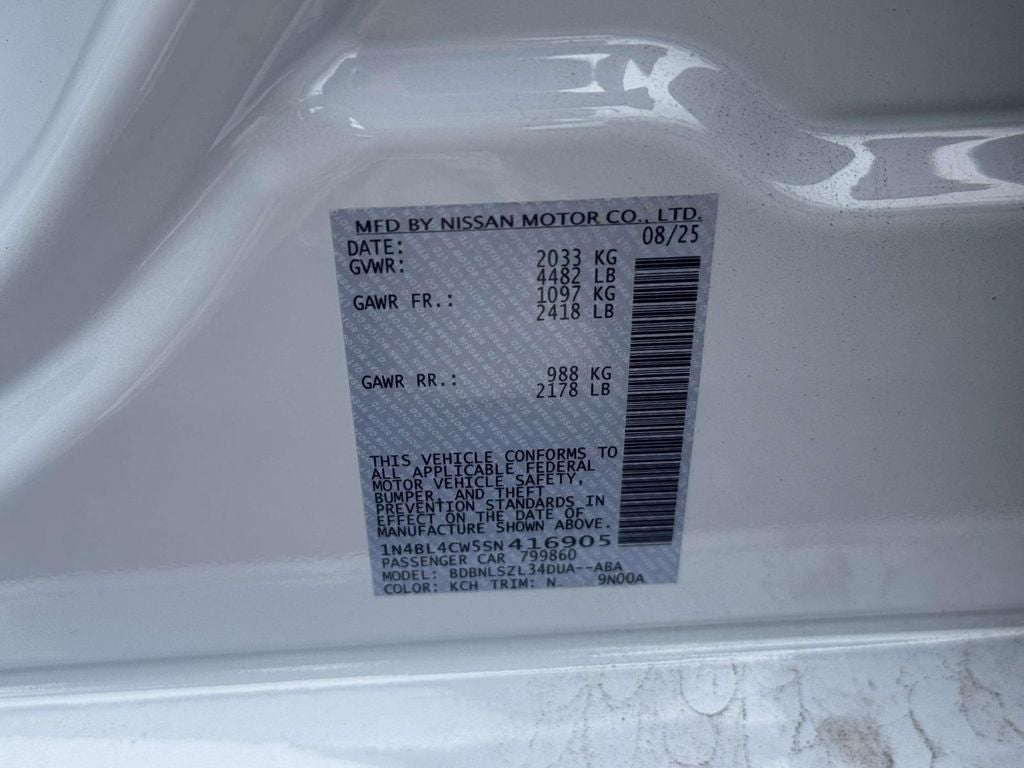 MFD BY NISSAN MOTOR CO., LTD.
DATE: 08/25
GVWR: 2033 KG
4482 LB
GAWR FR.: 1097 KG
2418 LB
GAWR RR.: 988 KG
2178 LB
THIS VEHICLE CONFORMS TO
ALL APPLICABLE FEDERAL
MOTOR VEHICLE SAFETY,
BUMPER, AND THEFT
PREVENTION STANDARDS IN
EFFECT ON THE DATE OF
MANUFACTURE SHOWN ABOVE.
1N4BL4CW5SN416905
PASSENGER CAR 799860
MODEL: BDBNLSZL34DUA--ABA
COLOR: KCH TRIM: N 9N00A